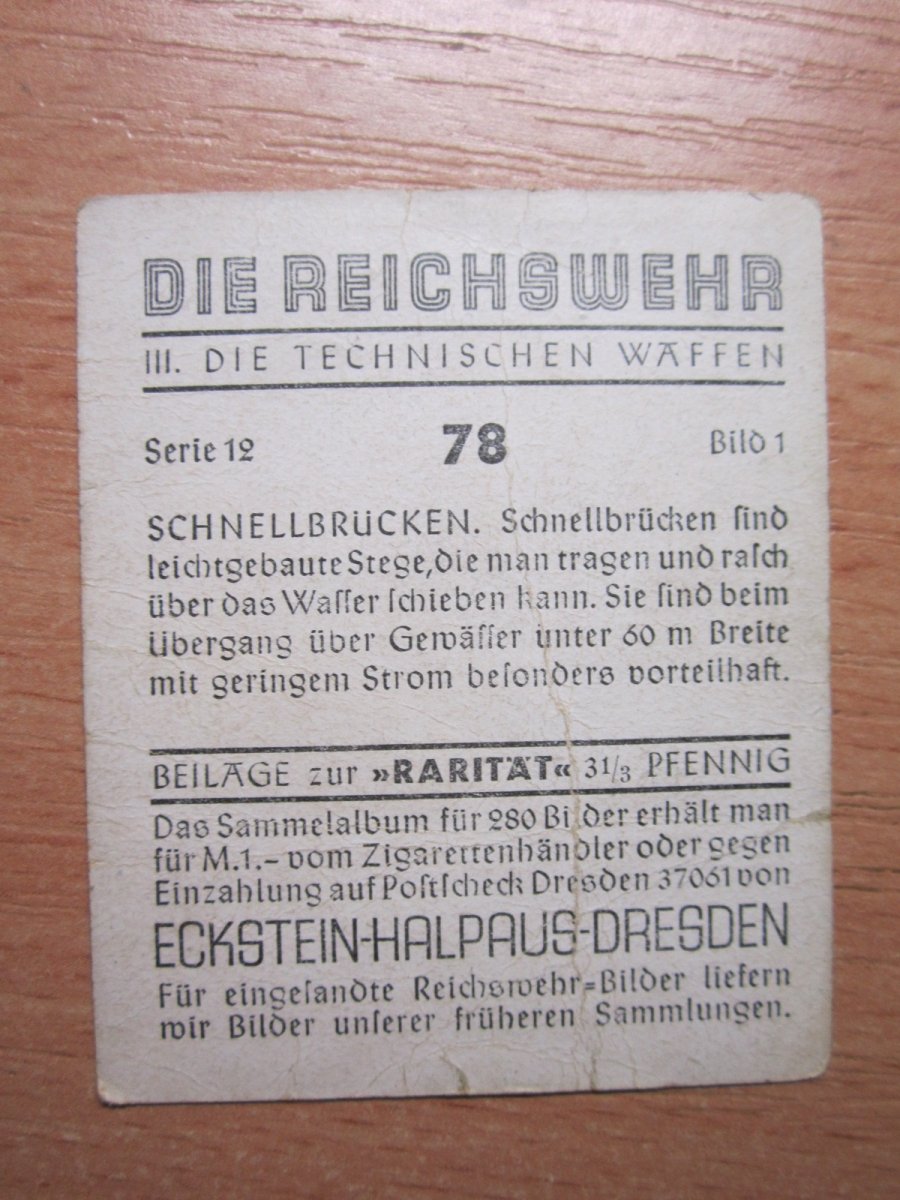 DIE REICHSWEHR
III. DIE TECHNISCHEN WAFFEN
Serie 12 78 Bild 1
SCHNELLBRÜCKEN. Schnellbrücken ſind
leichtgebaute Stege, die man tragen und raſch
über das Waſſer ſchieben kann. Sie ſind beim
Übergang über Gewäſſer unter 60 m Breite
mit geringem Strom beſonders vorteilhaft.
BEILAGE zur »RARITÄT« 3 1/3 PFENNIG
Das Sammelalbum für 280 Bilder erhält man
für M.1.– vom Zigarettenhändler oder gegen
Einzahlung auf Poſtſcheck Dresden 37061 von
ECKSTEIN-HALPAUS-DRESDEN
Für eingeſandte Reichswehr=Bilder liefern
wir Bilder unſerer früheren Sammlungen.